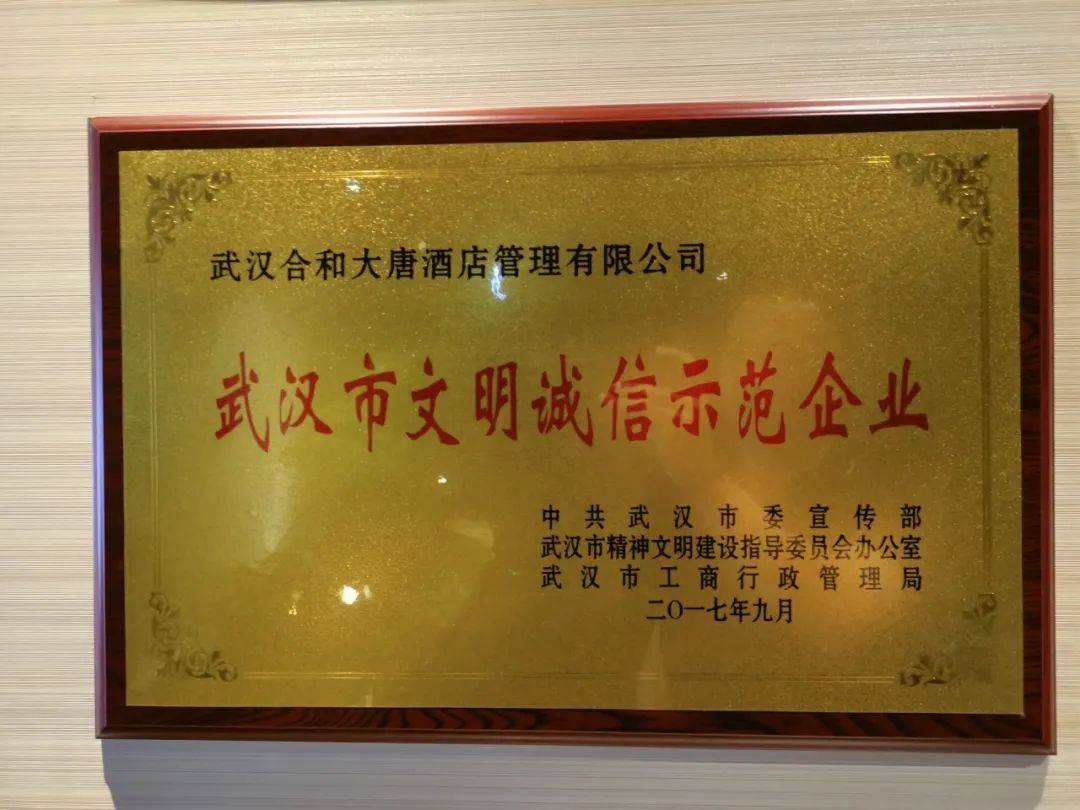 武汉合和大唐酒店管理有限公司
武汉市文明诚信示范企业
中共武汉市委宣传部
武汉市精神文明建设指导委员会办公室
武汉市工商行政管理局
二〇一七年九月